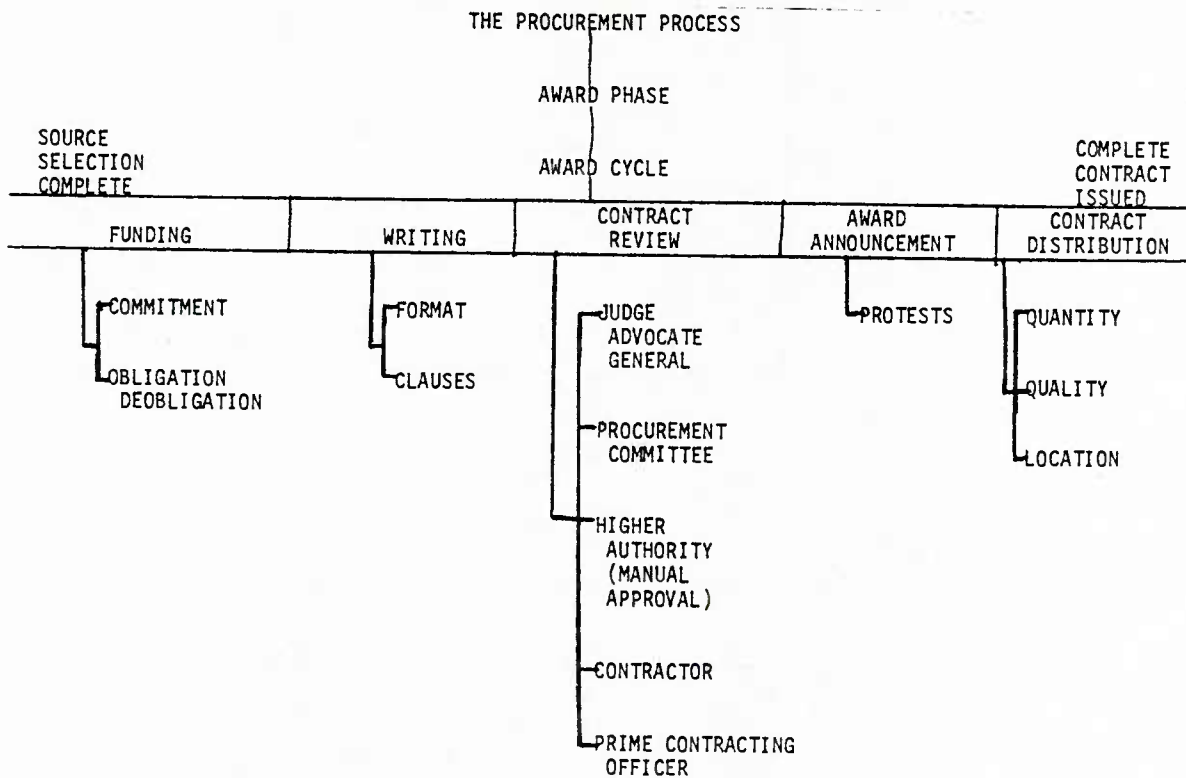 THE PROCUREMENT PROCESS
AWARD PHASE
AWARD CYCLE
SOURCE
SELECTION
COMPLETE
COMPLETE
CONTRACT
ISSUED
FUNDING
WRITING
CONTRACT
REVIEW
AWARD
ANNOUNCEMENT
CONTRACT
DISTRIBUTION
COMMITMENT
OBLIGATION
DEOBLIGATION
FORMAT
CLAUSES
JUDGE
ADVOCATE
GENERAL
PROCUREMENT
COMMITTEE
HIGHER
AUTHORITY
(MANUAL
APPROVAL)
CONTRACTOR
PRIME CONTRACTING
OFFICER
PROTESTS
QUANTITY
QUALITY
LOCATION